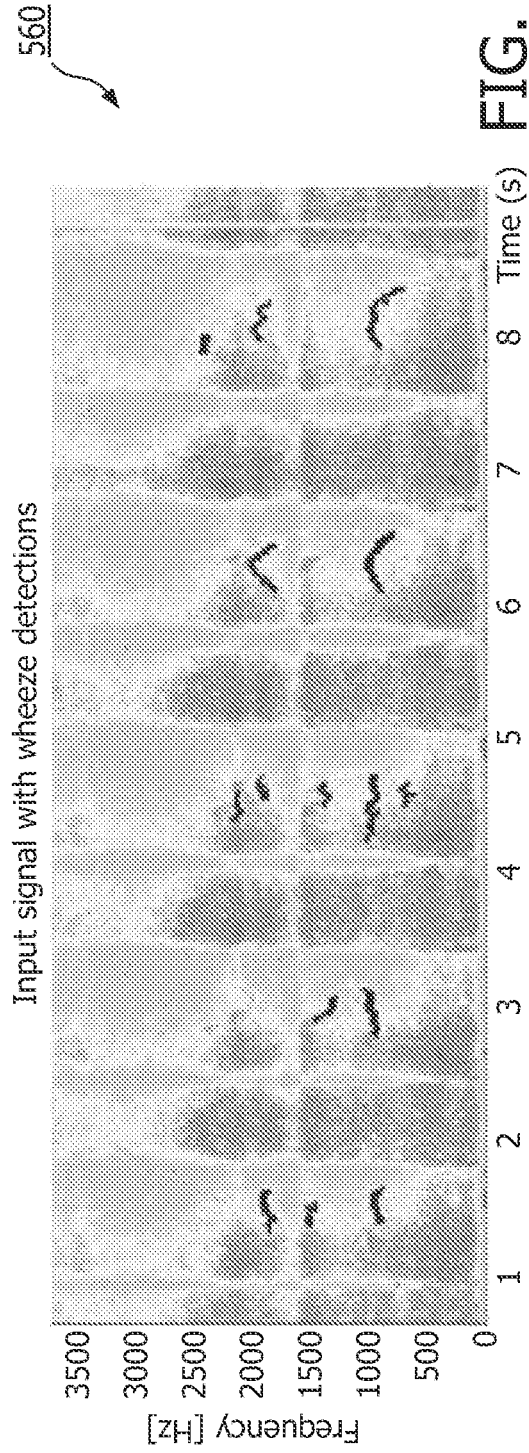 Input signal with wheeze detections
560
Frequency [Hz]
3500
3000
2500
2000
1500
1000
500
0
1 2 3 4 5 6 7 8 Time (s)
FIG.